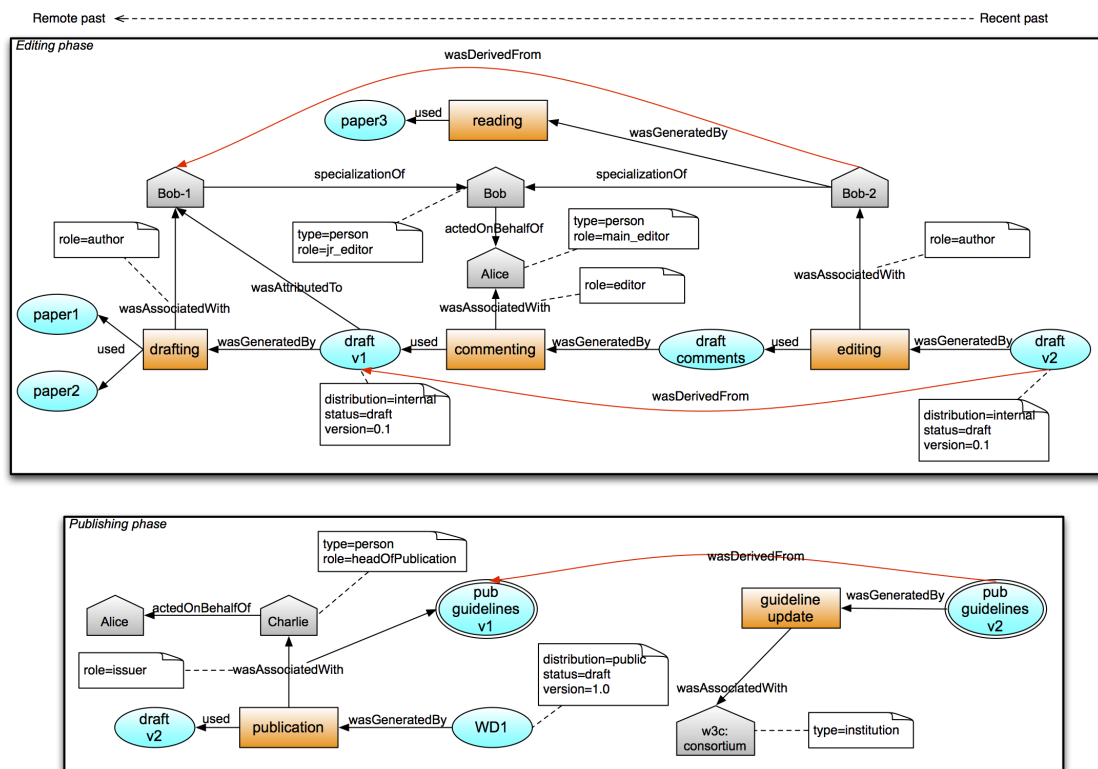 Remote past
Recent past
Editing phase
wasDerivedFrom
paper3
used
reading
wasGeneratedBy
Bob-1
specializationOf
Bob
specializationOf
Bob-2
role=author
type=person
role=jr_editor
actedOnBehalfOf
type=person
role=main_editor
role=author
Alice
wasAssociatedWith
wasAttributedTo
role=editor
wasAssociatedWith
wasAssociatedWith
paper1
used
paper2
drafting
wasGeneratedBy
draft
v1
used
commenting
wasGeneratedBy
draft
comments
used
editing
wasGeneratedBy
draft
v2
wasDerivedFrom
distribution=internal
status=draft
version=0.1
distribution=internal
status=draft
version=0.1
Publishing phase
type=person
role=headOfPublication
wasDerivedFrom
Alice
actedOnBehalfOf
Charlie
pub
guidelines
v1
guideline
update
wasGeneratedBy
pub
guidelines
v2
role=issuer
wasAssociatedWith
distribution=public
status=draft
version=1.0
wasAssociatedWith
draft
v2
used
publication
wasGeneratedBy
WD1
w3c:
consortium
type=institution